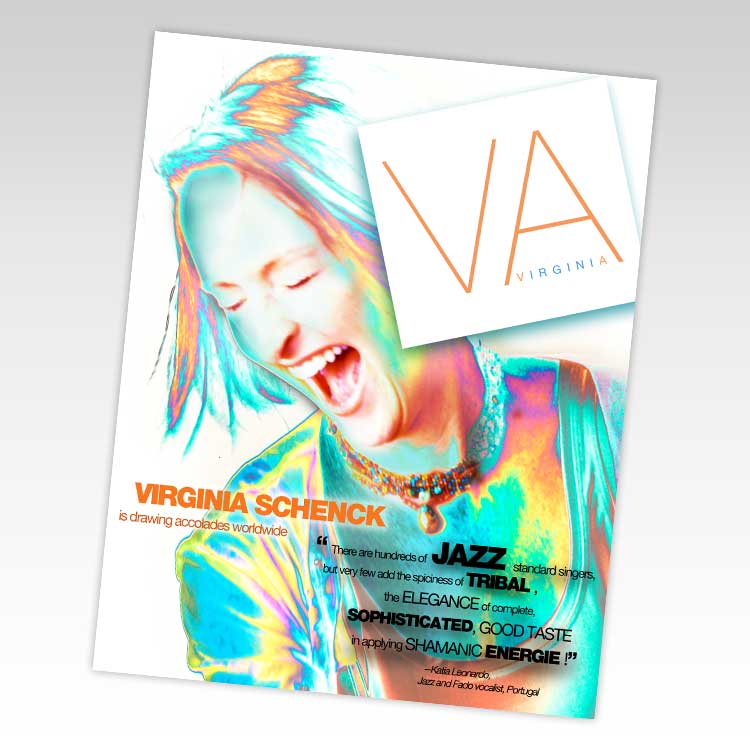 VA
VIRGINIA
VIRGINIA SCHENCK
is drawing accolades worldwide
“ There are hundreds of JAZZ standard singers,
but very few add the spiciness of TRIBAL ,
the ELEGANCE of complete,
SOPHISTICATED, GOOD TASTE
in applying SHAMANIC ENERGIE !”
—Katia Leonardo,
Jazz and Fado vocalist, Portugal